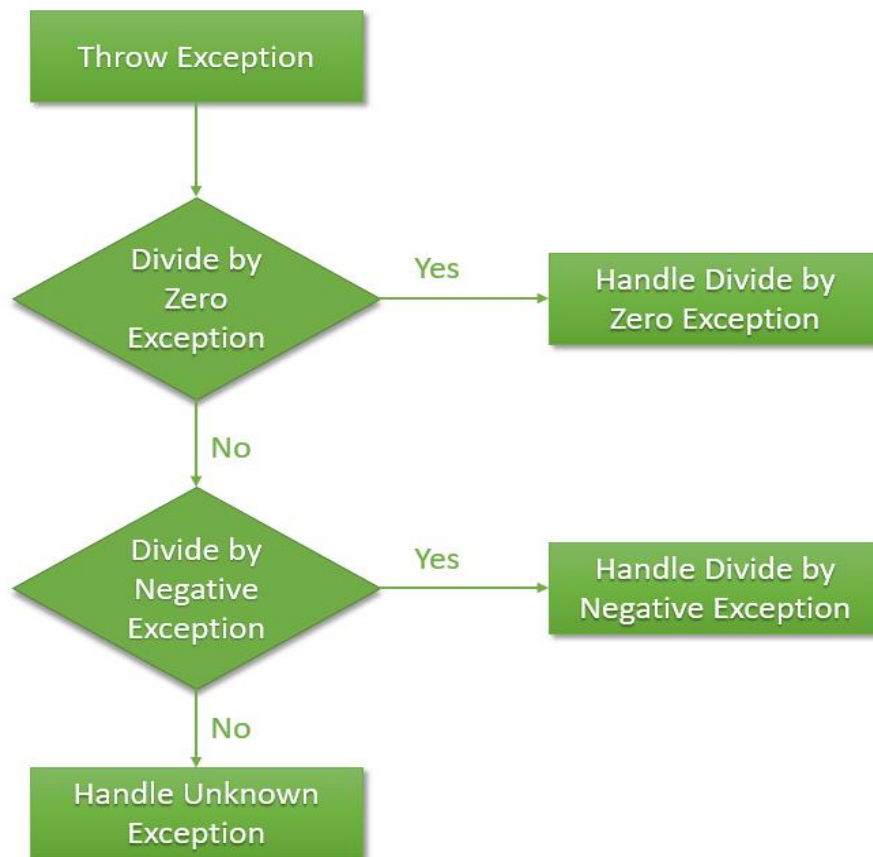 Throw Exception
Divide by
Zero
Exception
Yes
Handle Divide by
Zero Exception
No
Divide by
Negative
Exception
Yes
Handle Divide by
Negative Exception
No
Handle Unknown
Exception